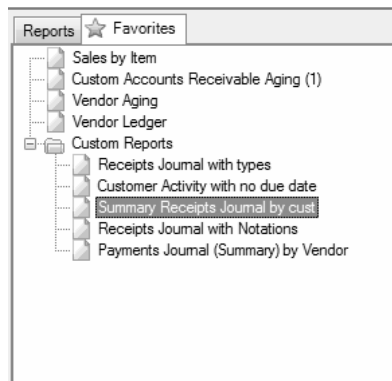 Reports Favorites
Sales by Item
Custom Accounts Receivable Aging (1)
Vendor Aging
Vendor Ledger
Custom Reports
Receipts Journal with types
Customer Activity with no due date
Summary Receipts Journal by cust
Receipts Journal with Notations
Payments Journal (Summary) by Vendor